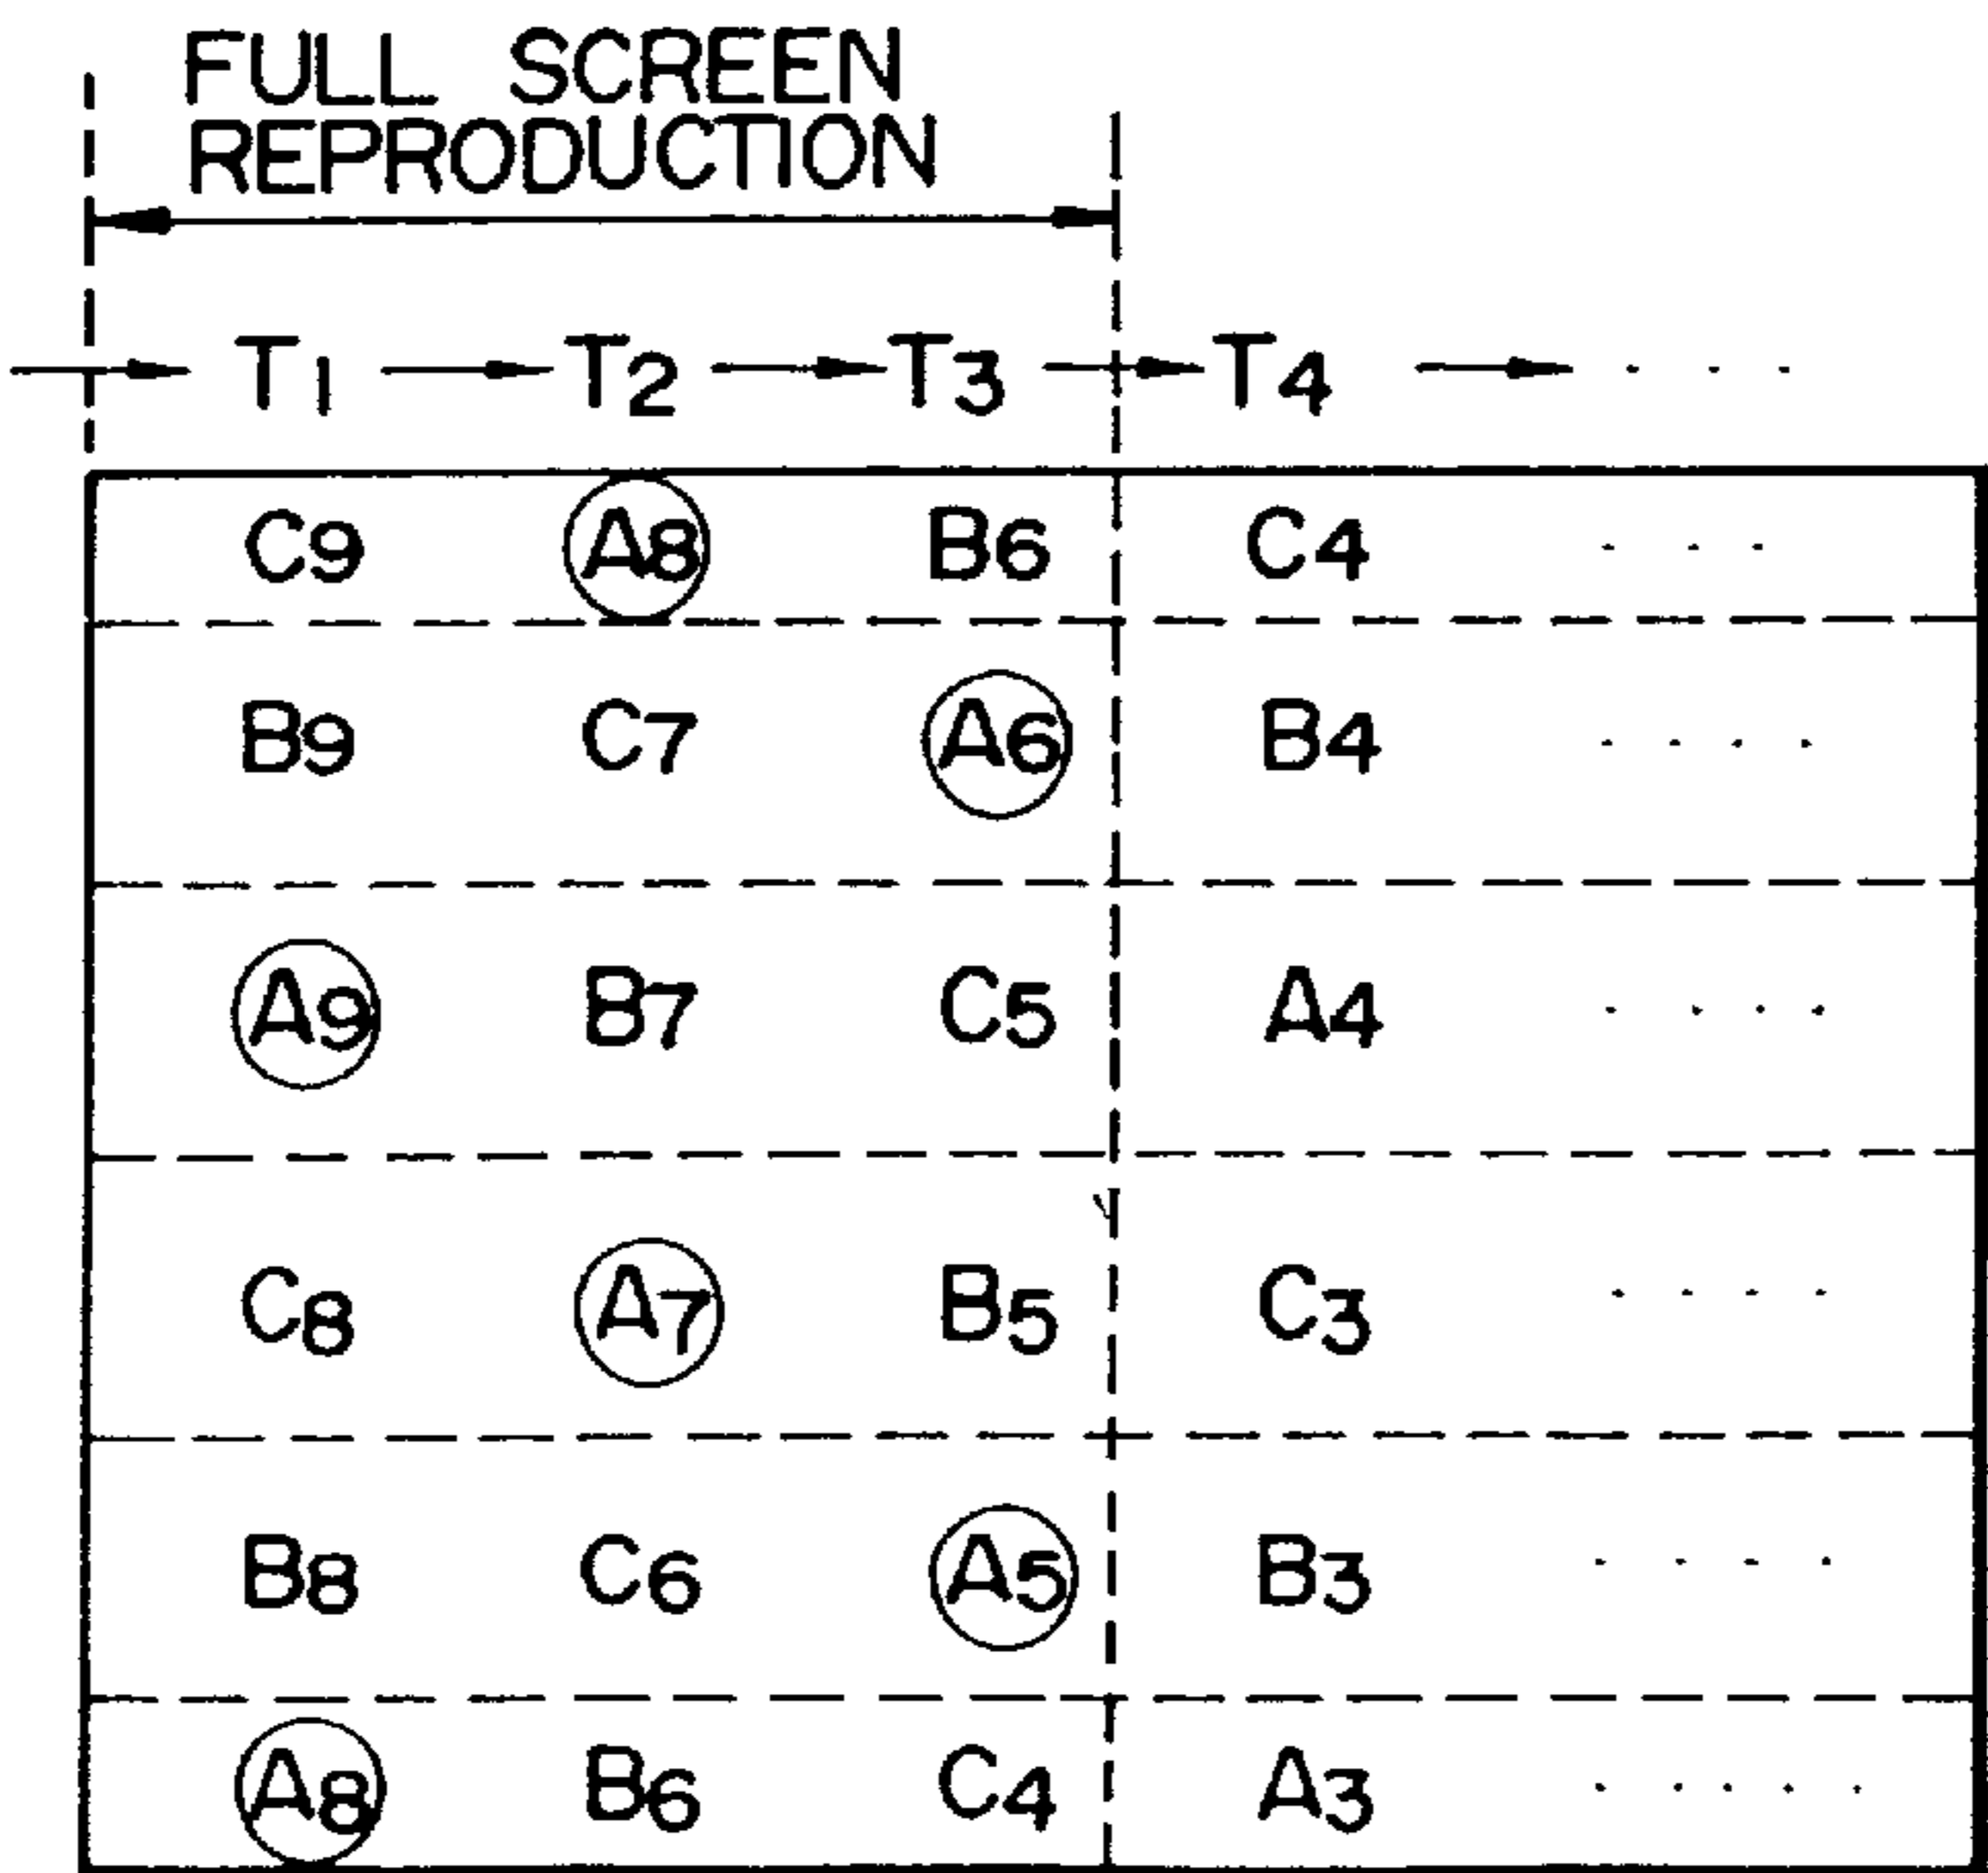 FULL SCREEN
REPRODUCTION
T1 T2 T3 T4 . . .
C9 A8 B6 C4 . . .
B9 C7 A6 B4 . . . .
A9 B7 C5 A4 . . . .
C8 A7 B5 C3 . . . .
B8 C6 A5 B3 . . . .
A8 B6 C4 A3 . . . . .